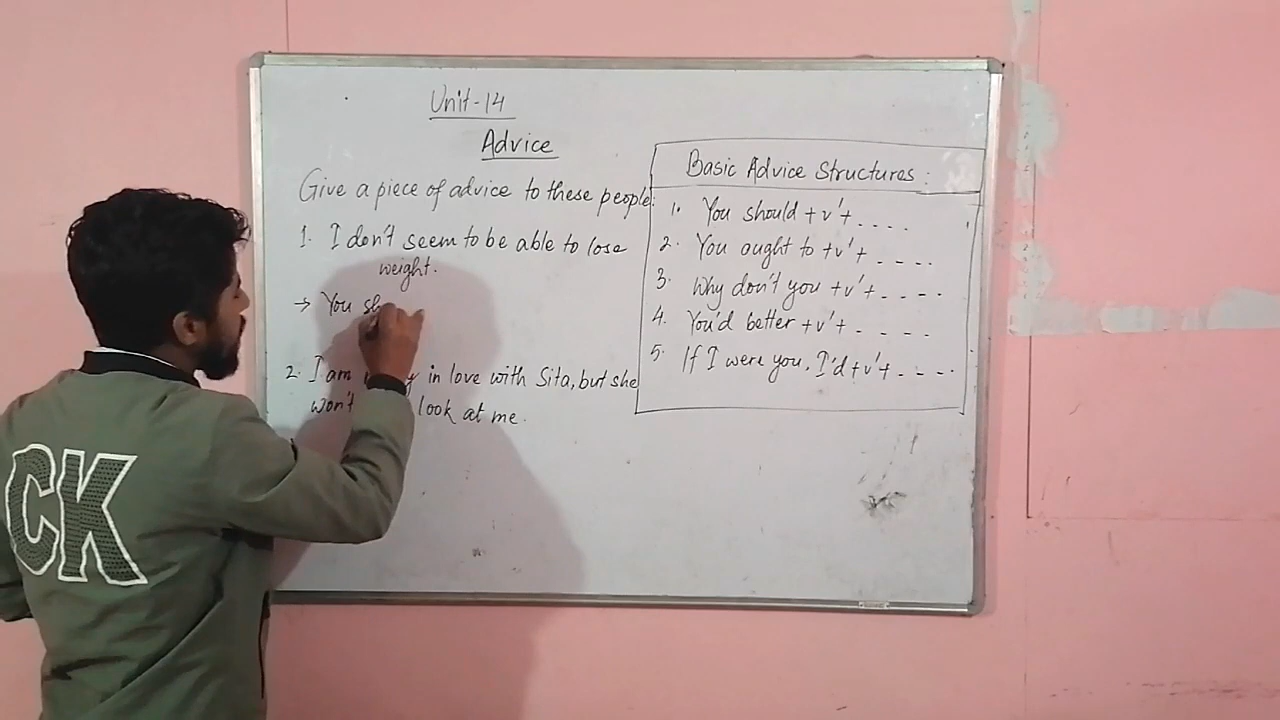 Unit-14
Advice
Give a piece of advice to these people:
1. I don't seem to be able to lose
weight.
→ You sh
2. I am in love with Sita, but she
won't look at me.
Basic Advice Structures:
1. You should + v' + ....
2. You ought to + v' + ----.
3. Why don't you + v' + ----
4. You'd better + v' + -----
5. If I were you, I'd + v' + ----.
CK